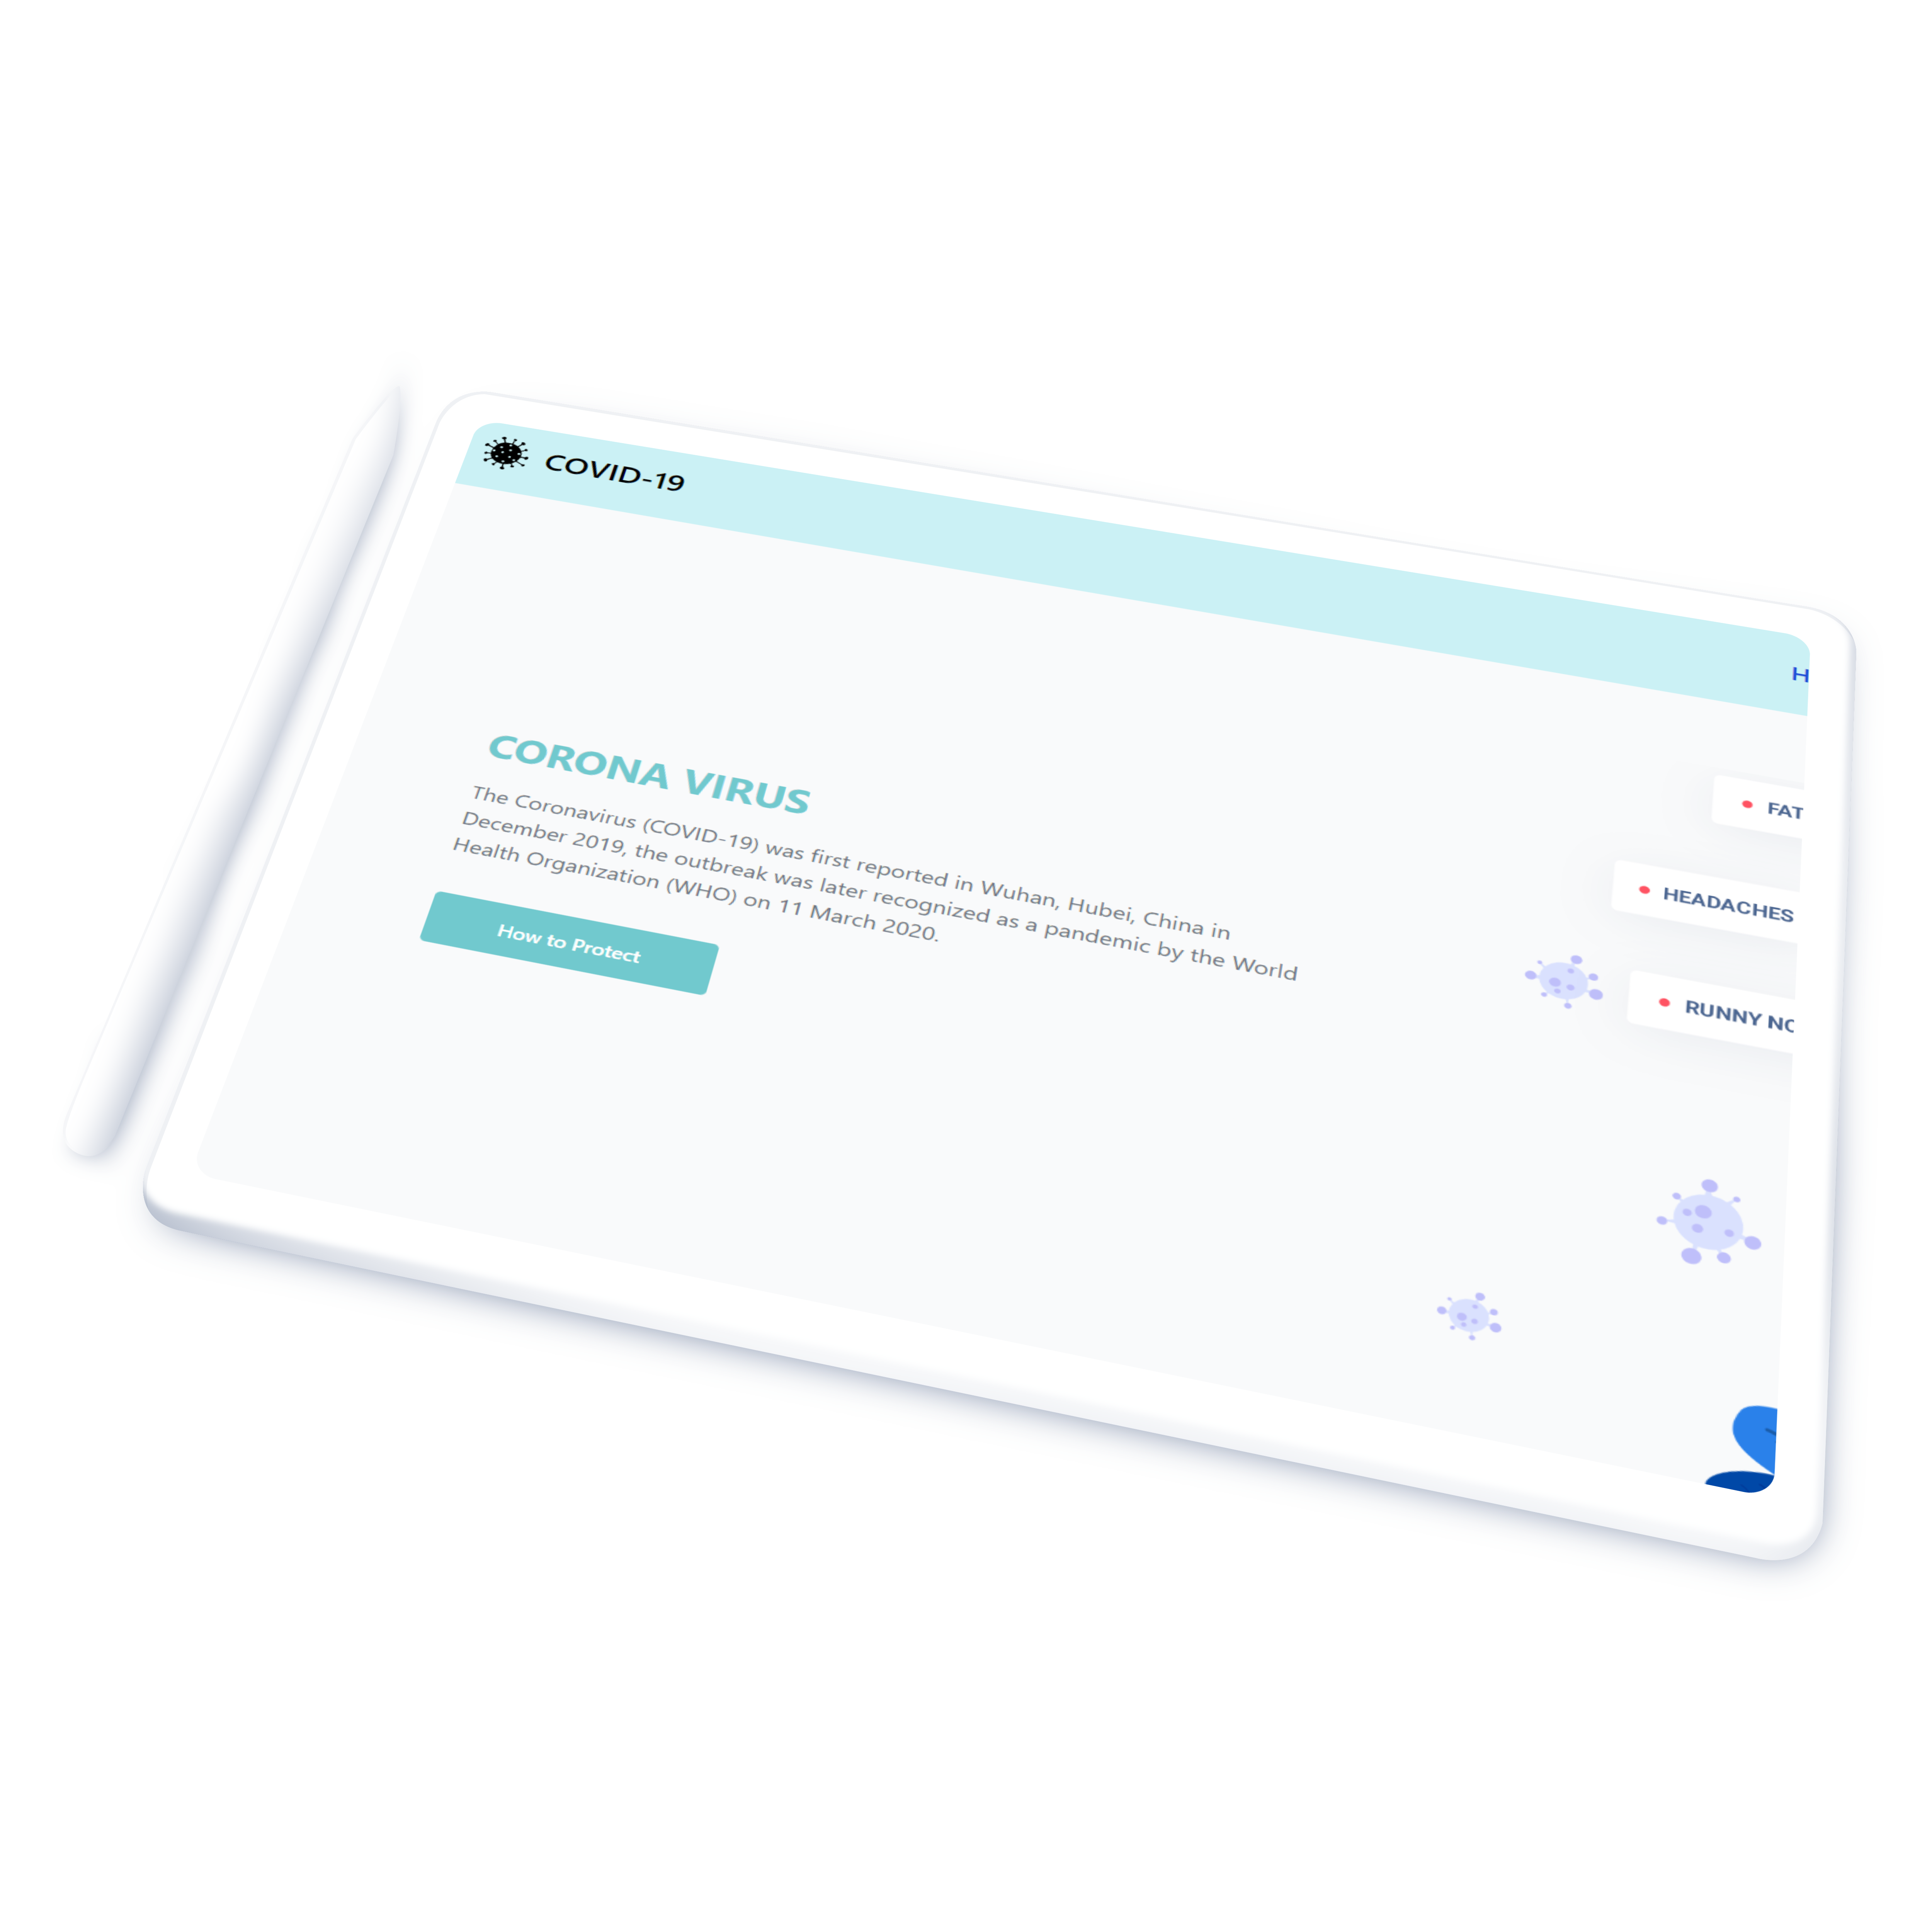 COVID-19
H
CORONA VIRUS
The Coronavirus (COVID-19) was first reported in Wuhan, Hubei, China in
December 2019, the outbreak was later recognized as a pandemic by the World
Health Organization (WHO) on 11 March 2020.
How to Protect
FAT
HEADACHES
RUNNY NO